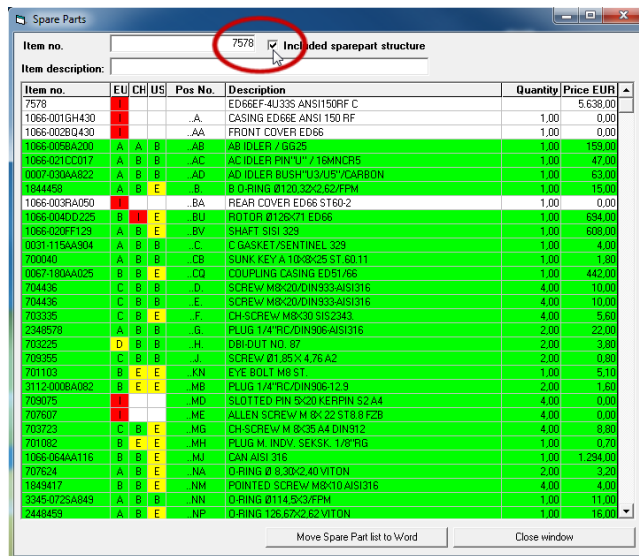 Spare Parts
Item no. 7578 Included sparepart structure
Item description:
Item no. EU CH US Pos No. Description Quantity Price EUR
7578 I ED66EF-4U33S ANSI150RF C 5.638,00
1066-001GH430 I ..A. CASING ED66E ANSI 150 RF 1,00 0,00
1066-002BQ430 I ..AA FRONT COVER ED66 1,00 0,00
1066-005BA200 A A B ..AB AB IDLER / GG25 1,00 159,00
1066-021CC017 A B B ..AC AC IDLER PIN"U" / 16MNCR5 1,00 47,00
0007-030AA822 A B B ..AD AD IDLER BUSH"U3/U5"/CARBON 1,00 63,00
1844458 A B E ..B. B O-RING Ø120,32X2,62/FPM 1,00 15,00
1066-003RA050 I ..BA REAR COVER ED66 ST60-2 1,00 0,00
1066-004DD225 B I E ..BU ROTOR Ø126X71 ED66 1,00 694,00
1066-020FF129 A B E ..BV SHAFT SISI 329 1,00 608,00
0031-115AA904 A B B ..C. C GASKET/SENTINEL 329 1,00 4,00
700040 A B B ..CB SUNK KEY A 10X8X25 ST.60.11 1,00 1,80
0067-180AA025 B B E ..CQ COUPLING CASING ED51/66 1,00 442,00
704436 C B B ..D. SCREW M8X20/DIN933-AISI316 4,00 10,00
704436 C B B ..E. SCREW M8X20/DIN933-AISI316 4,00 10,00
703335 C B E ..F. CH-SCREW M8X30 SIS2343. 4,00 5,60
2348578 A B B ..G. PLUG 1/4"RC/DIN906-AISI316 2,00 22,00
703225 D B B ..H. DBI-DUT NO. 87 2,00 3,80
709355 C B B ..J. SCREW Ø1,85 X 4,76 A2 2,00 0,80
701103 B E E ..KN EYE BOLT M8 ST. 1,00 5,10
3112-000BA082 B E E ..MB PLUG 1/4"RC/DIN906-12.9 2,00 1,60
709075 I ..MD SLOTTED PIN 5X20 KERPIN S2 A4 4,00 0,00
707607 I ..ME ALLEN SCREW M 8X 22 ST8.8 FZB 4,00 0,00
703723 C B E ..MG CH-SCREW M 8X35 A4 DIN912 4,00 8,80
701082 B E E ..MH PLUG M. INDV. SEKSK. 1/8"RG 1,00 0,70
1066-064AA116 B B E ..MJ CAN AISI 316 1,00 1.294,00
707624 A B E ..NA O-RING Ø 8,30X2,40 VITON 2,00 3,20
1849417 B B E ..NM POINTED SCREW M8X10 AISI316 4,00 4,00
3345-072SA849 A B B ..NN O-RING Ø114,5X3/FPM 1,00 11,00
2448459 A B E ..NP O-RING 126,67X2,62 VITON 1,00 16,00
Move Spare Part list to Word Close window